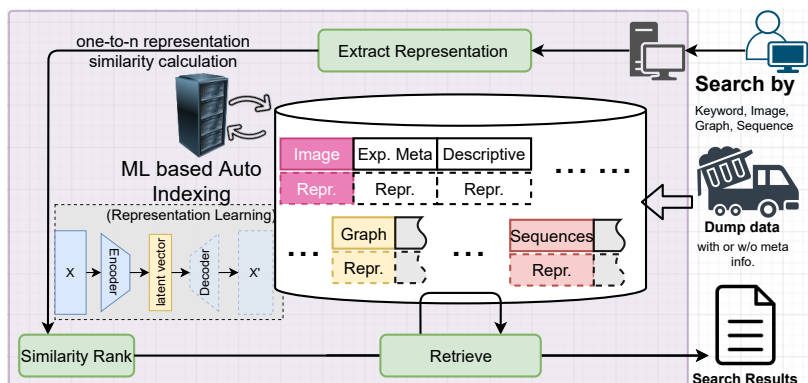 one-to-n representation
similarity calculation
Extract Representation
Search by
Keyword, Image,
Graph, Sequence
ML based Auto
Indexing
(Representation Learning)
X
Encoder
latent vector
Decoder
X'
Image
Exp. Meta
Descriptive
... ...
Repr.
Repr.
Repr.
...
Graph
...
Sequences
Repr.
Repr.
Dump data
with or w/o meta
info.
Similarity Rank
Retrieve
Search Results